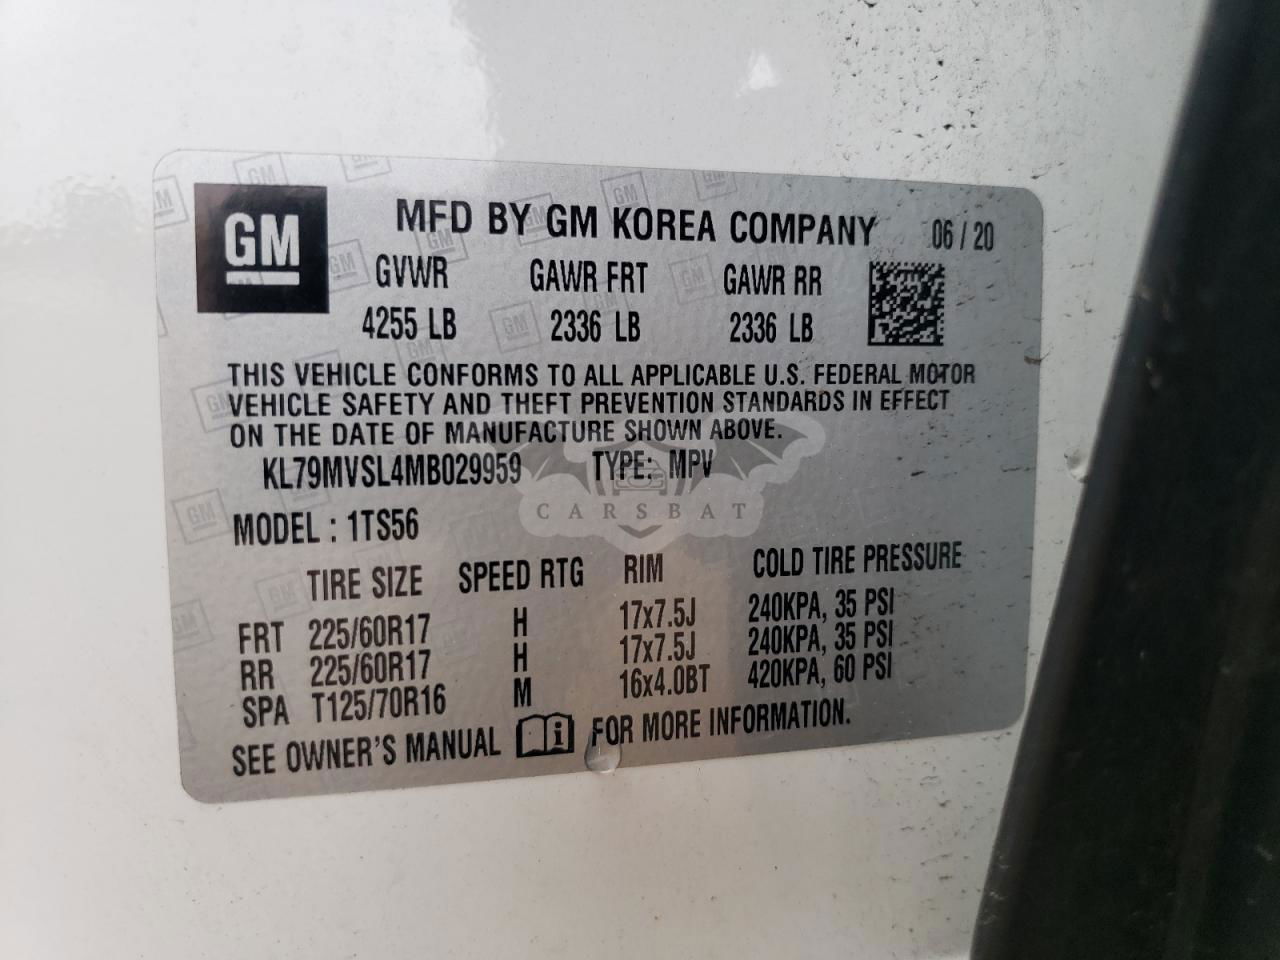 GM
MFD BY GM KOREA COMPANY 06 / 20
GVWR GAWR FRT GAWR RR
4255 LB 2336 LB 2336 LB
THIS VEHICLE CONFORMS TO ALL APPLICABLE U.S. FEDERAL MOTOR
VEHICLE SAFETY AND THEFT PREVENTION STANDARDS IN EFFECT
ON THE DATE OF MANUFACTURE SHOWN ABOVE.
KL79MVSL4MB029959 TYPE: MPV
CARSBAT
MODEL : 1TS56
TIRE SIZE SPEED RTG RIM COLD TIRE PRESSURE
FRT 225/60R17 H 17x7.5J 240KPA, 35 PSI
RR 225/60R17 H 17x7.5J 240KPA, 35 PSI
SPA T125/70R16 M 16x4.0BT 420KPA, 60 PSI
SEE OWNER'S MANUAL i FOR MORE INFORMATION.